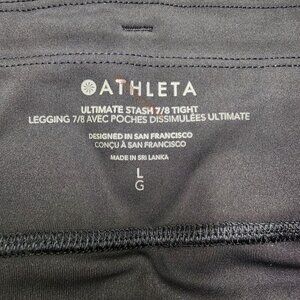 ATHLETA
ULTIMATE STASH 7/8 TIGHT
LEGGING 7/8 AVEC POCHES DISSIMULÉES ULTIMATE
DESIGNED IN SAN FRANCISCO
CONÇU À SAN FRANCISCO
MADE IN SRI LANKA
L
G